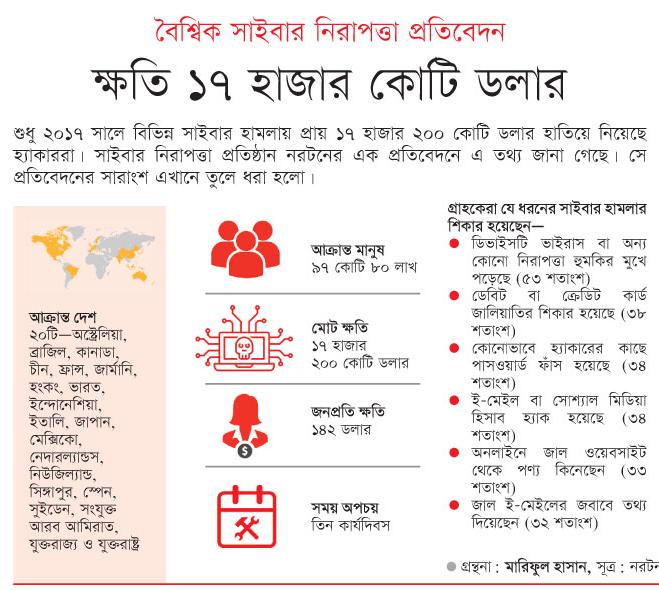 বৈশ্বিক সাইবার নিরাপত্তা প্রতিবেদন
ক্ষতি ১৭ হাজার কোটি ডলার
শুধু ২০১৭ সালে বিভিন্ন সাইবার হামলায় প্রায় ১৭ হাজার ২০০ কোটি ডলার হাতিয়ে নিয়েছে
হ্যাকাররা। সাইবার নিরাপত্তা প্রতিষ্ঠান নরটনের এক প্রতিবেদনে এ তথ্য জানা গেছে। সে
প্রতিবেদনের সারাংশ এখানে তুলে ধরা হলো।
আক্রান্ত দেশ
২০টি—অস্ট্রেলিয়া,
ব্রাজিল, কানাডা,
চীন, ফ্রান্স, জার্মানি,
হংকং, ভারত,
ইন্দোনেশিয়া,
ইতালি, জাপান,
মেক্সিকো,
নেদারল্যান্ডস,
নিউজিল্যান্ড,
সিঙ্গাপুর, স্পেন,
সুইডেন, সংযুক্ত
আরব আমিরাত,
যুক্তরাজ্য ও যুক্তরাষ্ট্র
আক্রান্ত মানুষ
৯৭ কোটি ৮০ লাখ
মোট ক্ষতি
১৭ হাজার
২০০ কোটি ডলার
জনপ্রতি ক্ষতি
১৪২ ডলার
$
সময় অপচয়
তিন কার্যদিবস
গ্রাহকেরা যে ধরনের সাইবার হামলার
শিকার হয়েছেন—
ডিভাইসটি ভাইরাস বা অন্য
কোনো নিরাপত্তা হুমকির মুখে
পড়েছে (৫৩ শতাংশ)
ডেবিট বা ক্রেডিট কার্ড
জালিয়াতির শিকার হয়েছে (৩৮
শতাংশ)
কোনোভাবে হ্যাকারের কাছে
পাসওয়ার্ড ফাঁস হয়েছে (৩৪
শতাংশ)
ই-মেইল বা সোশ্যাল মিডিয়া
হিসাব হ্যাক হয়েছে (৩৪
শতাংশ)
অনলাইনে জাল ওয়েবসাইট
থেকে পণ্য কিনেছেন (৩৩
শতাংশ)
জাল ই-মেইলের জবাবে তথ্য
দিয়েছেন (৩২ শতাংশ)
গ্রন্থনা : মারিফুল হাসান, সূত্র : নরটন